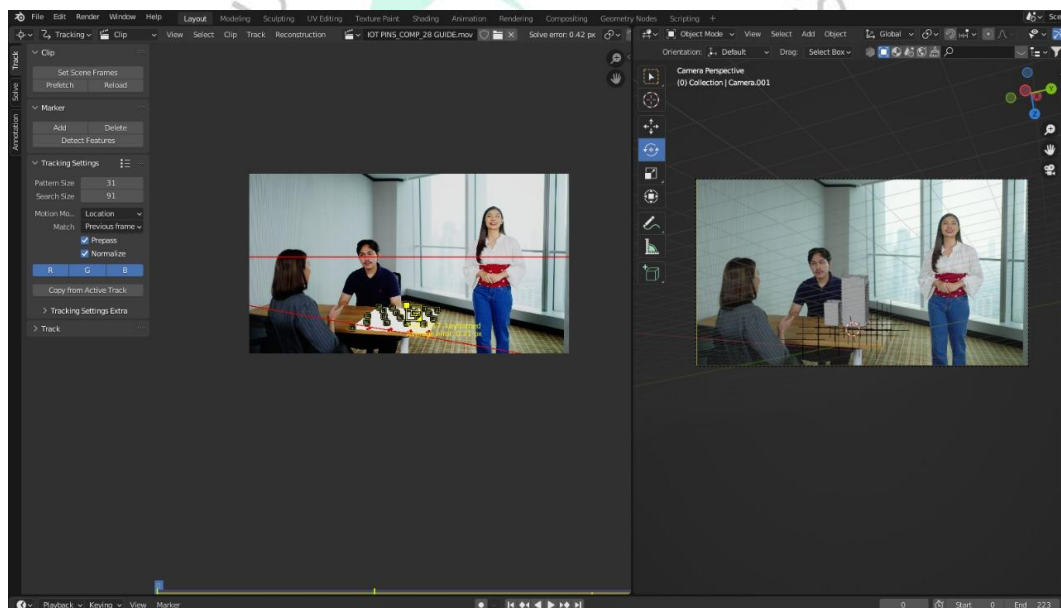 File Edit Render Window Help Layout Modeling Sculpting UV Editing Texture Paint Shading Animation Rendering Compositing Geometry Nodes Scripting + Sce
Tracking Clip View Select Clip Track Reconstruction IOT PINS_COMP_28 GUIDE.mov Solve error: 0.42 px
Object Mode View Select Add Object Global
Orientation: Default Drag: Select Box
Track
Solve
Annotation
Clip
Set Scene Frames
Prefetch Reload
Marker
Add Delete
Detect Features
Tracking Settings
Pattern Size 31
Search Size 91
Motion Mo... Location
Match Previous frame
Prepass
Normalize
R G B
Copy from Active Track
Tracking Settings Extra
Track
Camera Perspective
(0) Collection | Camera.001
X
Y
Z
Playback Keying View Marker
0 Start 0 End 223